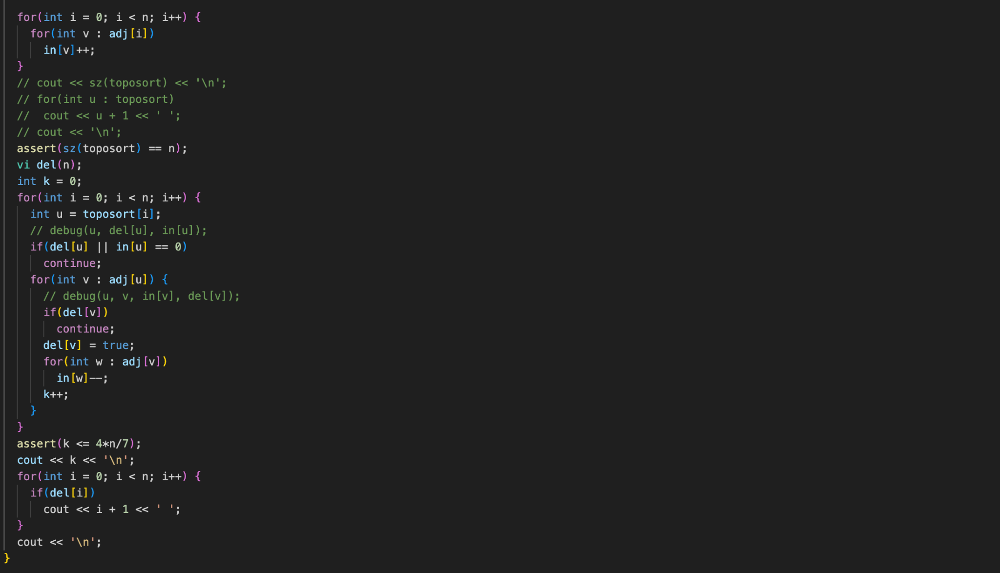 for(int i = 0; i < n; i++) {
for(int v : adj[i])
in[v]++;
}
// cout << sz(toposort) << '\n';
// for(int u : toposort)
//  cout << u + 1 << ' ';
// cout << '\n';
assert(sz(toposort) == n);
vi del(n);
int k = 0;
for(int i = 0; i < n; i++) {
int u = toposort[i];
// debug(u, del[u], in[u]);
if(del[u] || in[u] == 0)
continue;
for(int v : adj[u]) {
// debug(u, v, in[v], del[v]);
if(del[v])
continue;
del[v] = true;
for(int w : adj[v])
in[w]--;
k++;
}
}
assert(k <= 4*n/7);
cout << k << '\n';
for(int i = 0; i < n; i++) {
if(del[i])
cout << i + 1 << ' ';
}
cout << '\n';
}